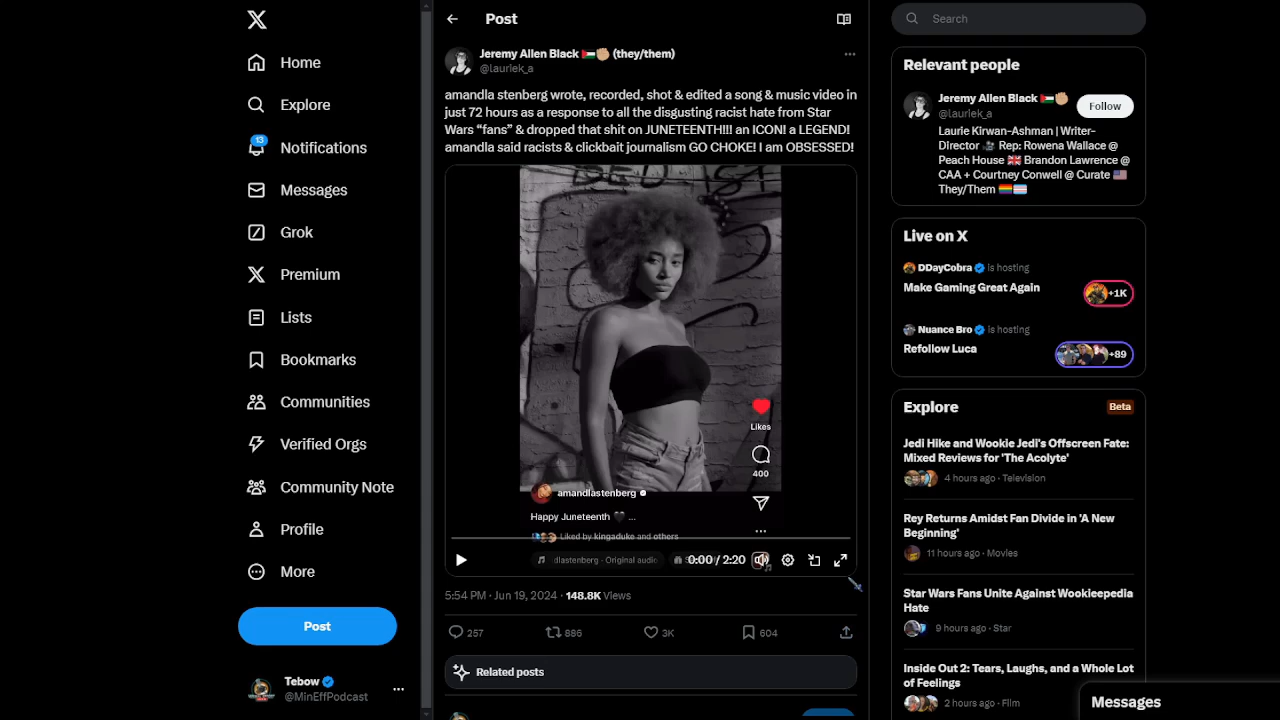 Home
Explore
13
Notifications
Messages
Grok
Premium
Lists
Bookmarks
Communities
Verified Orgs
Community Note
Profile
More
Post
Tebow
@MinEffPodcast
Post
Jeremy Allen Black 🇵🇸✊🏽 (they/them)
@lauriek_a
amandla stenberg wrote, recorded, shot & edited a song & music video in
just 72 hours as a response to all the disgusting racist hate from Star
Wars “fans” & dropped that shit on JUNETEENTH!!! an ICON! a LEGEND!
amandla said racists & clickbait journalism GO CHOKE! I am OBSESSED!
Likes
400
amandlastenberg
Happy Juneteenth 🖤 ...
Liked by kingaduke and others
dlastenberg · Original audio
0:00 / 2:20
5:54 PM · Jun 19, 2024 · 148.8K Views
257
886
3K
604
Related posts
Search
Relevant people
Jeremy Allen Black 🇵🇸✊🏽
@lauriek_a
Follow
Laurie Kirwan-Ashman | Writer-
Director 🎥 Rep: Rowena Wallace @
Peach House 🇬🇧 Brandon Lawrence @
CAA + Courtney Conwell @ Curate 🇺🇸
They/Them 🏳️‍🌈🏳️‍⚧️
Live on X
DDayCobra is hosting
Make Gaming Great Again
+1K
Nuance Bro is hosting
Refollow Luca
+89
Explore
Beta
Jedi Hike and Wookie Jedi's Offscreen Fate:
Mixed Reviews for 'The Acolyte'
4 hours ago · Television
Rey Returns Amidst Fan Divide in 'A New
Beginning'
11 hours ago · Movies
Star Wars Fans Unite Against Wookieepedia
Hate
9 hours ago · Star
Inside Out 2: Tears, Laughs, and a Whole Lot
of Feelings
2 hours ago · Film
Messages